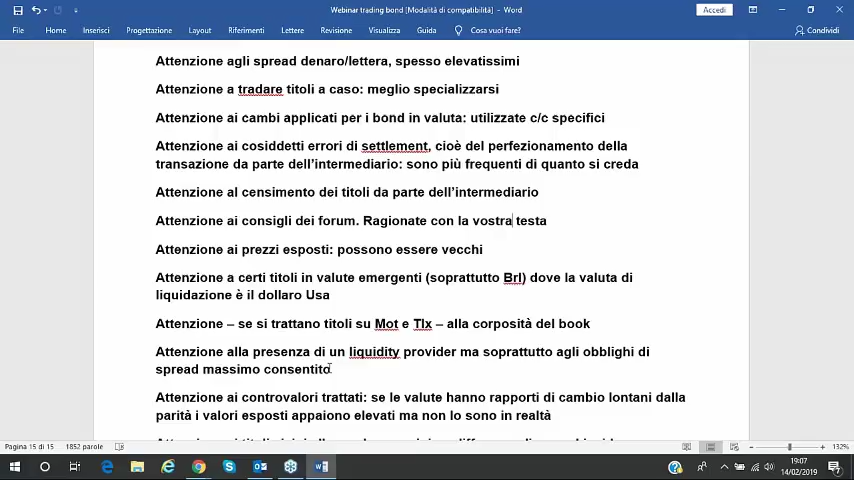 Webinar trading bond [Modalità di compatibilità] - Word
Accedi
File Home Inserisci Progettazione Layout Riferimenti Lettere Revisione Visualizza Guida Cosa vuoi fare? Condividi
Attenzione agli spread denaro/lettera, spesso elevatissimi
Attenzione a tradare titoli a caso: meglio specializzarsi
Attenzione ai cambi applicati per i bond in valuta: utilizzate c/c specifici
Attenzione ai cosiddetti errori di settlement, cioè del perfezionamento della
transazione da parte dell'intermediario: sono più frequenti di quanto si creda
Attenzione al censimento dei titoli da parte dell'intermediario
Attenzione ai consigli dei forum. Ragionate con la vostra testa
Attenzione ai prezzi esposti: possono essere vecchi
Attenzione a certi titoli in valute emergenti (soprattutto Brl) dove la valuta di
liquidazione è il dollaro Usa
Attenzione – se si trattano titoli su Mot e Tlx – alla corposità del book
Attenzione alla presenza di un liquidity provider ma soprattutto agli obblighi di
spread massimo consentito
Attenzione ai controvalori trattati: se le valute hanno rapporti di cambio lontani dalla
parità i valori esposti appaiono elevati ma non lo sono in realtà
Pagina 15 di 15 1852 parole 132%
19:07
14/02/2019